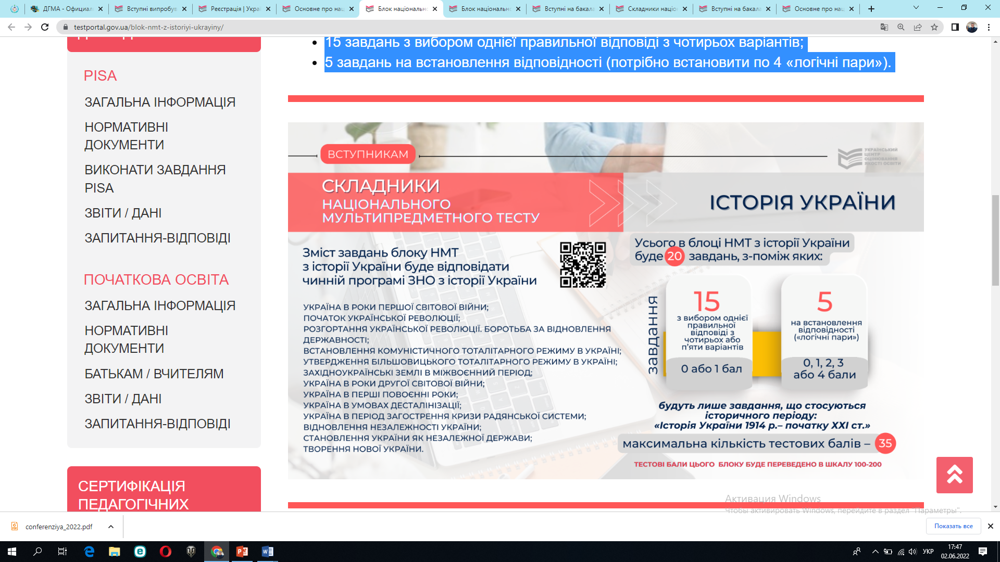 ДГМА - Официал
Вступні випробув
Реєстрація | Укра
Основне про нац
Блок національно
Блок національно
Вступні на бакала
Складники націо
Вступні на бакала
Основне про нац
testportal.gov.ua/blok-nmt-z-istoriyi-ukrayiny/
15 завдань з вибором однієї правильної відповіді з чотирьох варіантів;
5 завдань на встановлення відповідності (потрібно встановити по 4 «логічні пари»).
PISA
ЗАГАЛЬНА ІНФОРМАЦІЯ
НОРМАТИВНІ
ДОКУМЕНТИ
ВИКОНАТИ ЗАВДАННЯ
PISA
ЗВІТИ / ДАНІ
ЗАПИТАННЯ-ВІДПОВІДІ
ПОЧАТКОВА ОСВІТА
ЗАГАЛЬНА ІНФОРМАЦІЯ
НОРМАТИВНІ
ДОКУМЕНТИ
БАТЬКАМ / ВЧИТЕЛЯМ
ЗВІТИ / ДАНІ
ЗАПИТАННЯ-ВІДПОВІДІ
СЕРТИФІКАЦІЯ
ПЕДАГОГІЧНИХ
ВСТУПНИКАМ
УКРАЇНСЬКИЙ
ЦЕНТР
ОЦІНЮВАННЯ
ЯКОСТІ ОСВІТИ
СКЛАДНИКИ
НАЦІОНАЛЬНОГО
МУЛЬТИПРЕДМЕТНОГО ТЕСТУ
ІСТОРІЯ УКРАЇНИ
Зміст завдань блоку НМТ
з історії України буде відповідати
чинній програмі ЗНО з історії України
УКРАЇНА В РОКИ ПЕРШОЇ СВІТОВОЇ ВІЙНИ;
ПОЧАТОК УКРАЇНСЬКОЇ РЕВОЛЮЦІЇ;
РОЗГОРТАННЯ УКРАЇНСЬКОЇ РЕВОЛЮЦІЇ. БОРОТЬБА ЗА ВІДНОВЛЕННЯ
ДЕРЖАВНОСТІ;
ВСТАНОВЛЕННЯ КОМУНІСТИЧНОГО ТОТАЛІТАРНОГО РЕЖИМУ В УКРАЇНІ;
УТВЕРДЖЕННЯ БІЛЬШОВИЦЬКОГО ТОТАЛІТАРНОГО РЕЖИМУ В УКРАЇНІ;
ЗАХІДНОУКРАЇНСЬКІ ЗЕМЛІ В МІЖВОЄННИЙ ПЕРІОД;
УКРАЇНА В РОКИ ДРУГОЇ СВІТОВОЇ ВІЙНИ;
УКРАЇНА В ПЕРШІ ПОВОЄННІ РОКИ;
УКРАЇНА В УМОВАХ ДЕСТАЛІНІЗАЦІЇ;
УКРАЇНА В ПЕРІОД ЗАГОСТРЕННЯ КРИЗИ РАДЯНСЬКОЇ СИСТЕМИ;
ВІДНОВЛЕННЯ НЕЗАЛЕЖНОСТІ УКРАЇНИ;
СТАНОВЛЕННЯ УКРАЇНИ ЯК НЕЗАЛЕЖНОЇ ДЕРЖАВИ;
ТВОРЕННЯ НОВОЇ УКРАЇНИ.
Усього в блоці НМТ з історії України
буде 20 завдань, з-поміж яких:
завдання
15
з вибором однієї
правильної
відповіді з
чотирьох або
п'яти варіантів
0 або 1 бал
5
на встановлення
відповідності
(«логічні пари»)
0, 1, 2, 3
або 4 бали
будуть лише завдання, що стосуються
історичного періоду:
«Історія України 1914 р.– початку XXI ст.»
максимальна кількість тестових балів – 35
ТЕСТОВІ БАЛИ ЦЬОГО БЛОКУ БУДЕ ПЕРЕВЕДЕНО В ШКАЛУ 100-200
Активация Windows
Чтобы активировать Windows, перейдите в раздел "Параметры".
conferenziya_2022.pdf
Показать все
УКР
17:47
02.06.2022